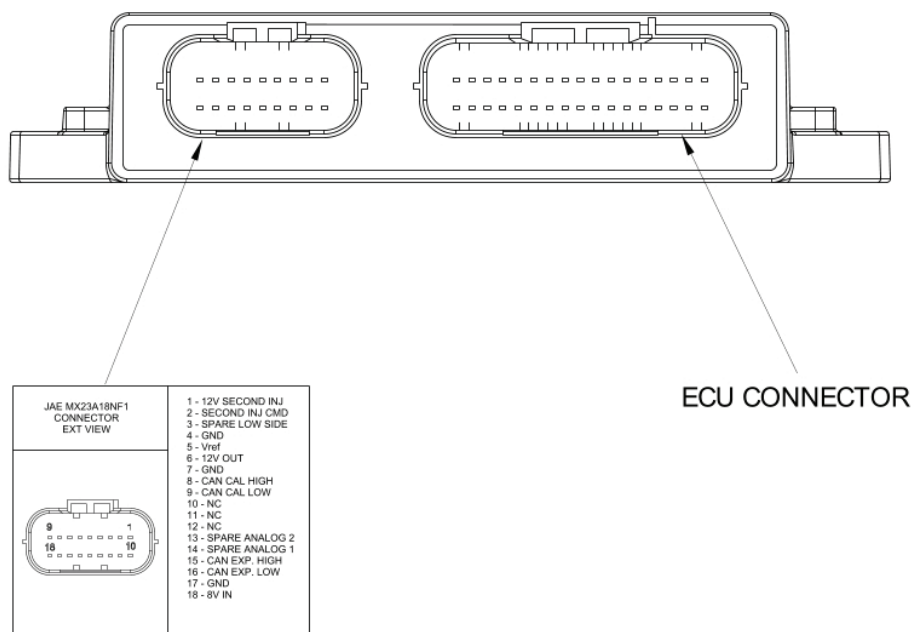 ECU CONNECTOR
JAE MX23A18NF1
CONNECTOR
EXT VIEW
1 - 12V SECOND INJ
2 - SECOND INJ CMD
3 - SPARE LOW SIDE
4 - GND
5 - Vref
6 - 12V OUT
7 - GND
8 - CAN CAL HIGH
9 - CAN CAL LOW
10 - NC
11 - NC
12 - NC
13 - SPARE ANALOG 2
14 - SPARE ANALOG 1
15 - CAN EXP. HIGH
16 - CAN EXP. LOW
17 - GND
18 - 8V IN
9 1
18 10